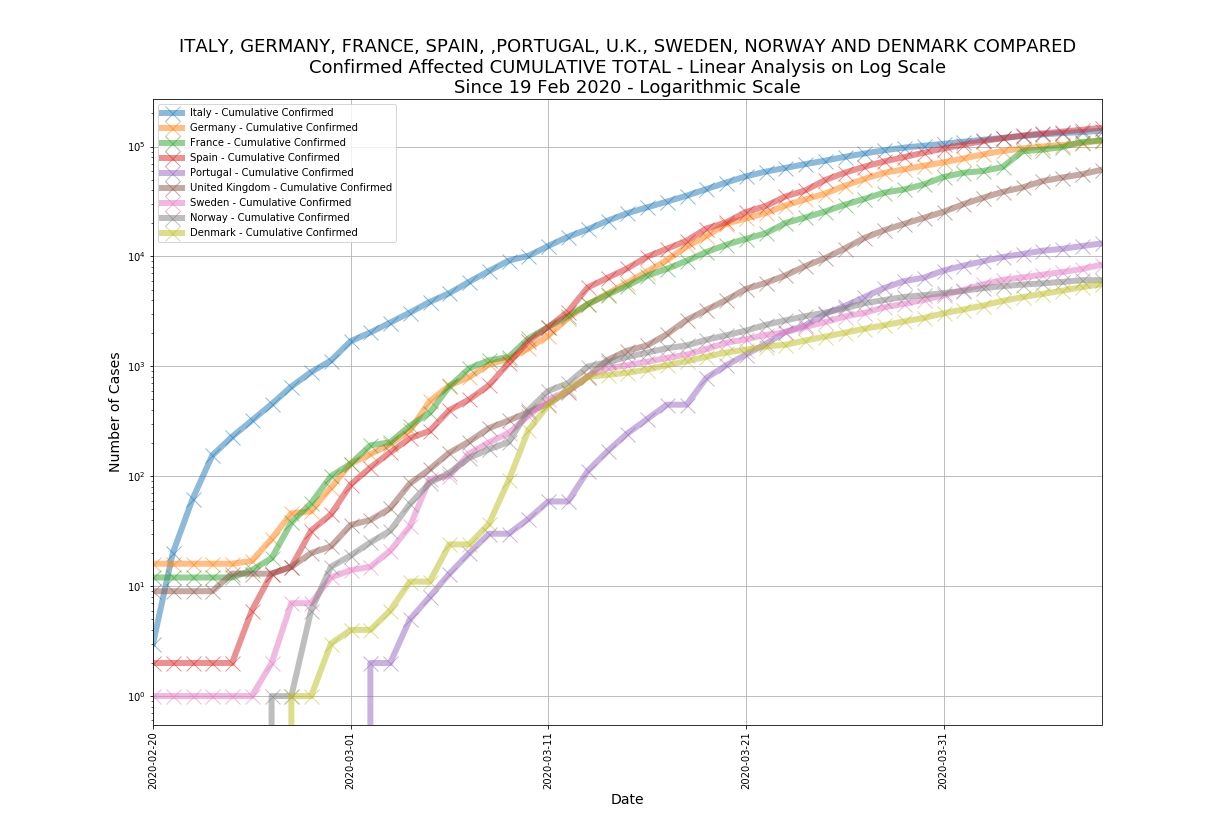 ITALY, GERMANY, FRANCE, SPAIN, ,PORTUGAL, U.K., SWEDEN, NORWAY AND DENMARK COMPARED
Confirmed Affected CUMULATIVE TOTAL - Linear Analysis on Log Scale
Since 19 Feb 2020 - Logarithmic Scale
Italy - Cumulative Confirmed
Germany - Cumulative Confirmed
France - Cumulative Confirmed
Spain - Cumulative Confirmed
Portugal - Cumulative Confirmed
United Kingdom - Cumulative Confirmed
Sweden - Cumulative Confirmed
Norway - Cumulative Confirmed
Denmark - Cumulative Confirmed
Number of Cases
10⁵
10⁴
10³
10²
10¹
10⁰
2020-02-20
2020-03-01
2020-03-11
2020-03-21
2020-03-31
Date